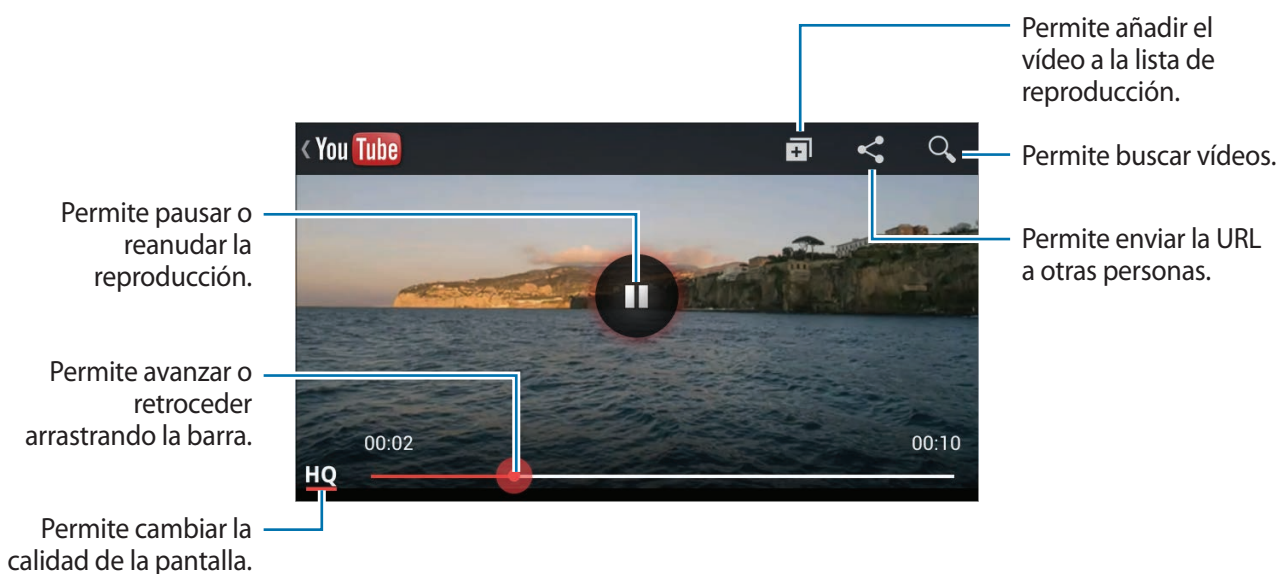 Permite añadir el
vídeo a la lista de
reproducción.
You Tube
Permite buscar vídeos.
Permite pausar o
reanudar la
reproducción.
Permite enviar la URL
a otras personas.
Permite avanzar o
retroceder
arrastrando la barra.
00:02
00:10
HQ
Permite cambiar la
calidad de la pantalla.